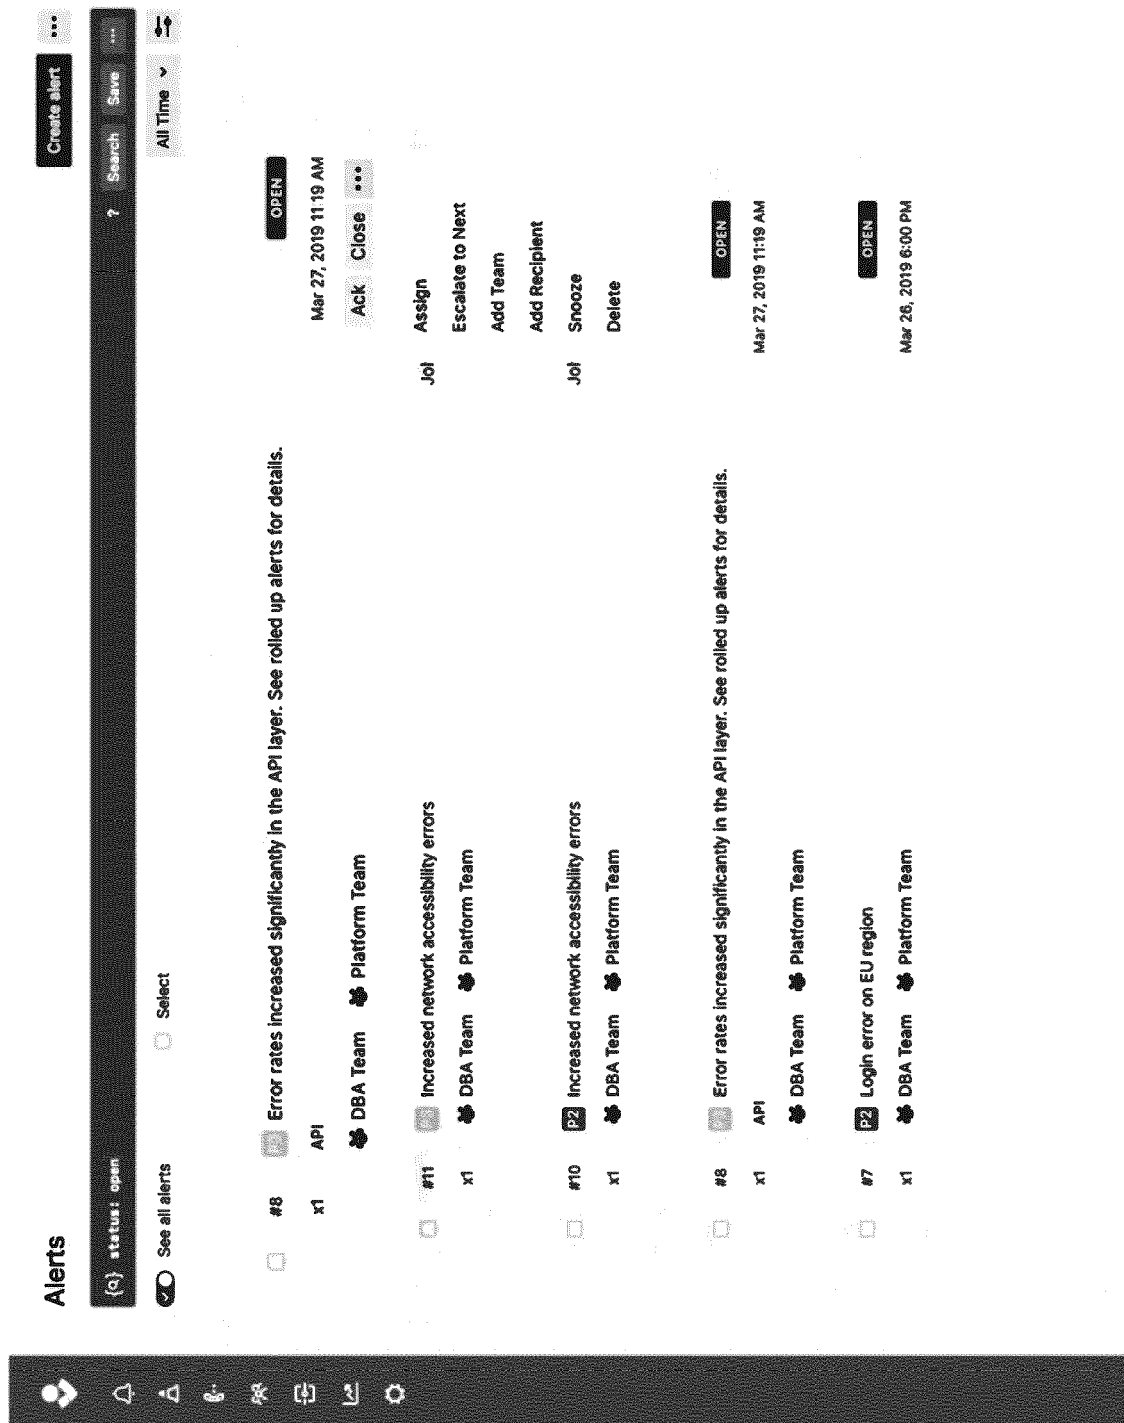 Alerts
Create alert •••
{q} status: open ? Search Save •••
See all alerts Select All Time
#8 Error rates increased significantly in the API layer. See rolled up alerts for details. OPEN
x1 API Mar 27, 2019 11:19 AM
DBA Team Platform Team Ack Close •••
#11 Increased network accessibility errors Jol Assign
x1 DBA Team Platform Team Escalate to Next
Add Team
Add Recipient
#10 P2 Increased network accessibility errors Jol Snooze
x1 DBA Team Platform Team Delete
#8 Error rates increased significantly in the API layer. See rolled up alerts for details. OPEN
x1 API Mar 27, 2019 11:19 AM
DBA Team Platform Team
#7 P2 Login error on EU region OPEN
x1 DBA Team Platform Team Mar 26, 2019 6:00 PM